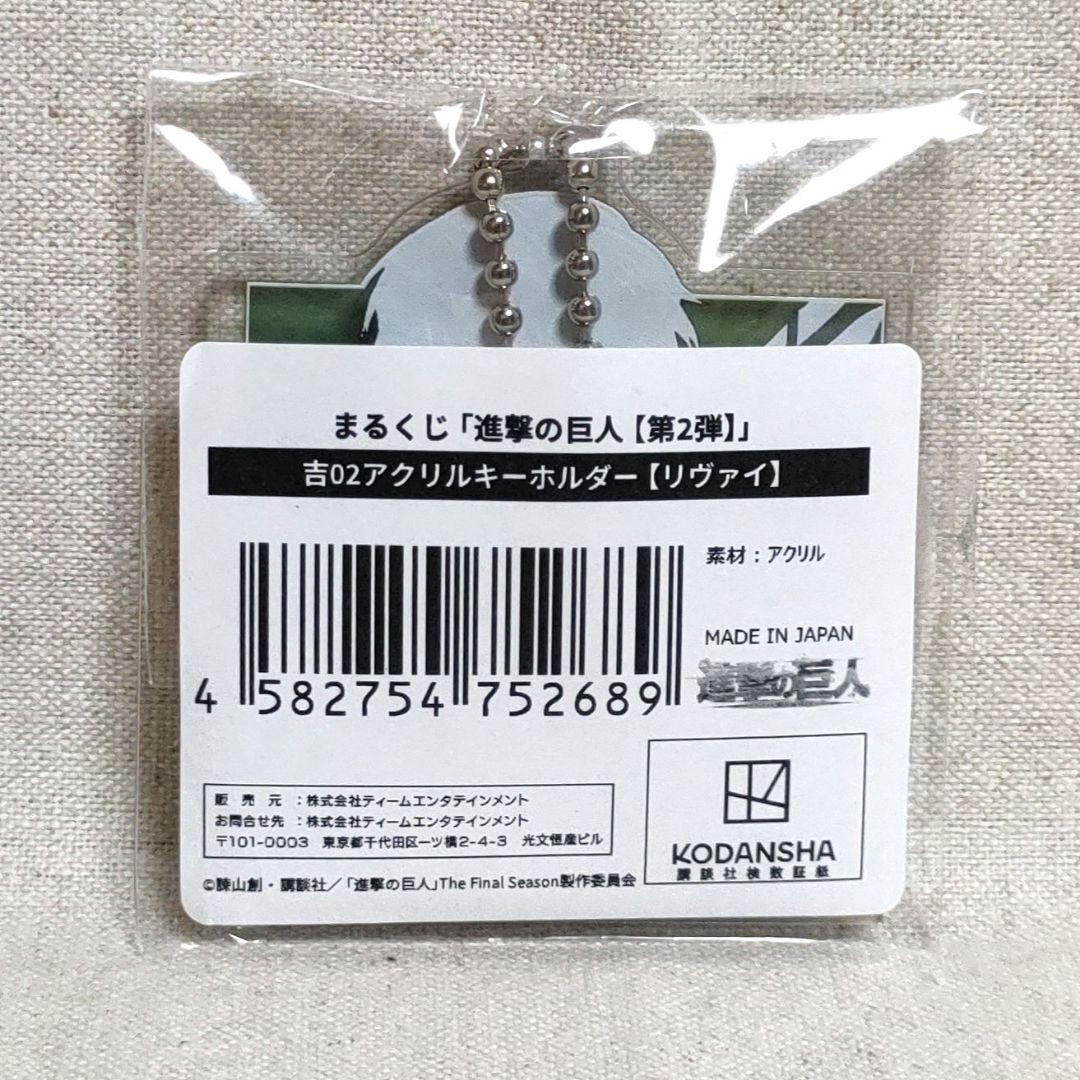 まるくじ「進撃の巨人【第2弾】」
吉02アクリルキーホルダー【リヴァイ】
素材：アクリル
MADE IN JAPAN
進撃の巨人
4 582754 752689
販売元：株式会社ティームエンタテインメント
お問合せ先：株式会社ティームエンタテインメント
〒101-0003 東京都千代田区一ツ橋2-4-3 光文恒産ビル
KODANSHA
講談社検数証紙
©諫山創・講談社／「進撃の巨人」The Final Season製作委員会